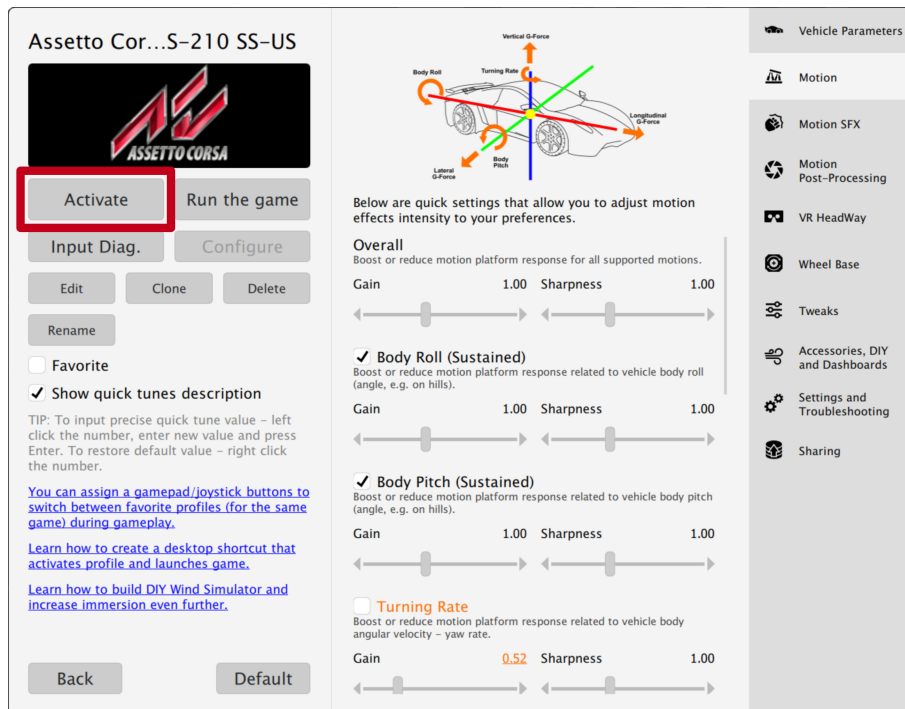 Assetto Cor...S-210 SS-US
ASSETTO CORSA
Activate
Run the game
Input Diag.
Configure
Edit
Clone
Delete
Rename
Favorite
Show quick tunes description
TIP: To input precise quick tune value – left
click the number, enter new value and press
Enter. To restore default value – right click
the number.
You can assign a gamepad/joystick buttons to
switch between favorite profiles (for the same
game) during gameplay.
Learn how to create a desktop shortcut that
activates profile and launches game.
Learn how to build DIY Wind Simulator and
increase immersion even further.
Back
Default
Vertical G-Force
Body Roll
Turning Rate
Longitudinal
G-Force
Body
Pitch
Lateral
G-Force
Below are quick settings that allow you to adjust motion
effects intensity to your preferences.
Overall
Boost or reduce motion platform response for all supported motions.
Gain 1.00 Sharpness 1.00
Body Roll (Sustained)
Boost or reduce motion platform response related to vehicle body roll
(angle, e.g. on hills).
Gain 1.00 Sharpness 1.00
Body Pitch (Sustained)
Boost or reduce motion platform response related to vehicle body pitch
(angle, e.g. on hills).
Gain 1.00 Sharpness 1.00
Turning Rate
Boost or reduce motion platform response related to vehicle body
angular velocity – yaw rate.
Gain 0.52 Sharpness 1.00
Vehicle Parameters
Motion
Motion SFX
Motion
Post-Processing
VR HeadWay
Wheel Base
Tweaks
Accessories, DIY
and Dashboards
Settings and
Troubleshooting
Sharing